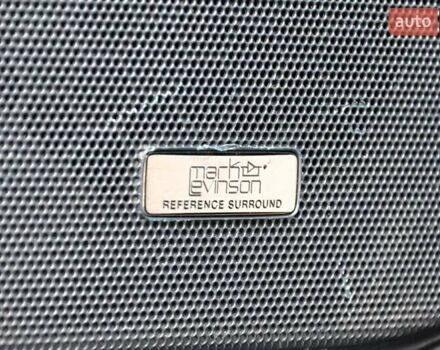 auto
mark
levinson
REFERENCE SURROUND